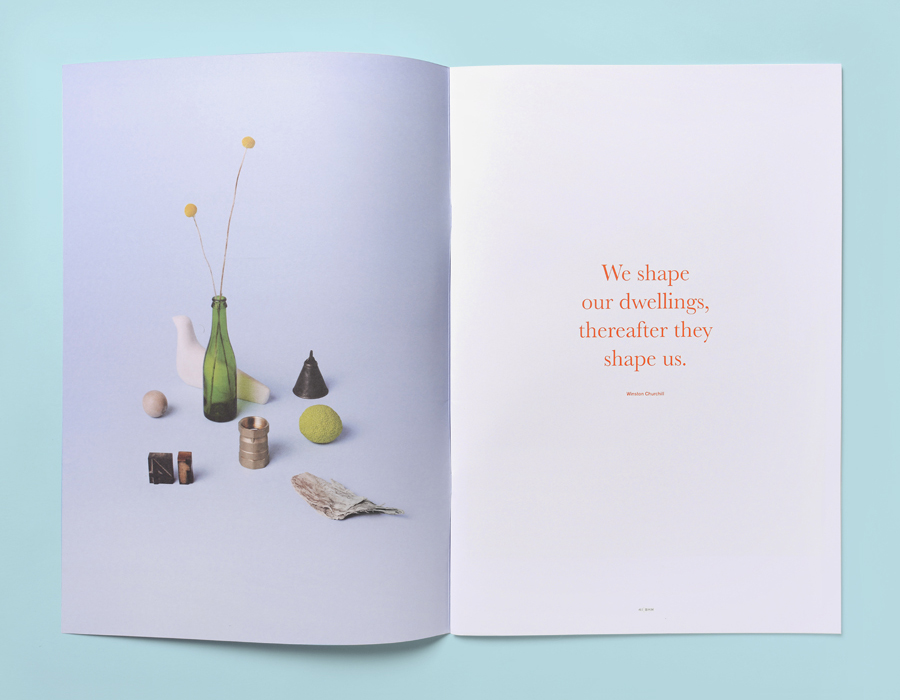 We shape
our dwellings,
thereafter they
shape us.
Winston Churchill